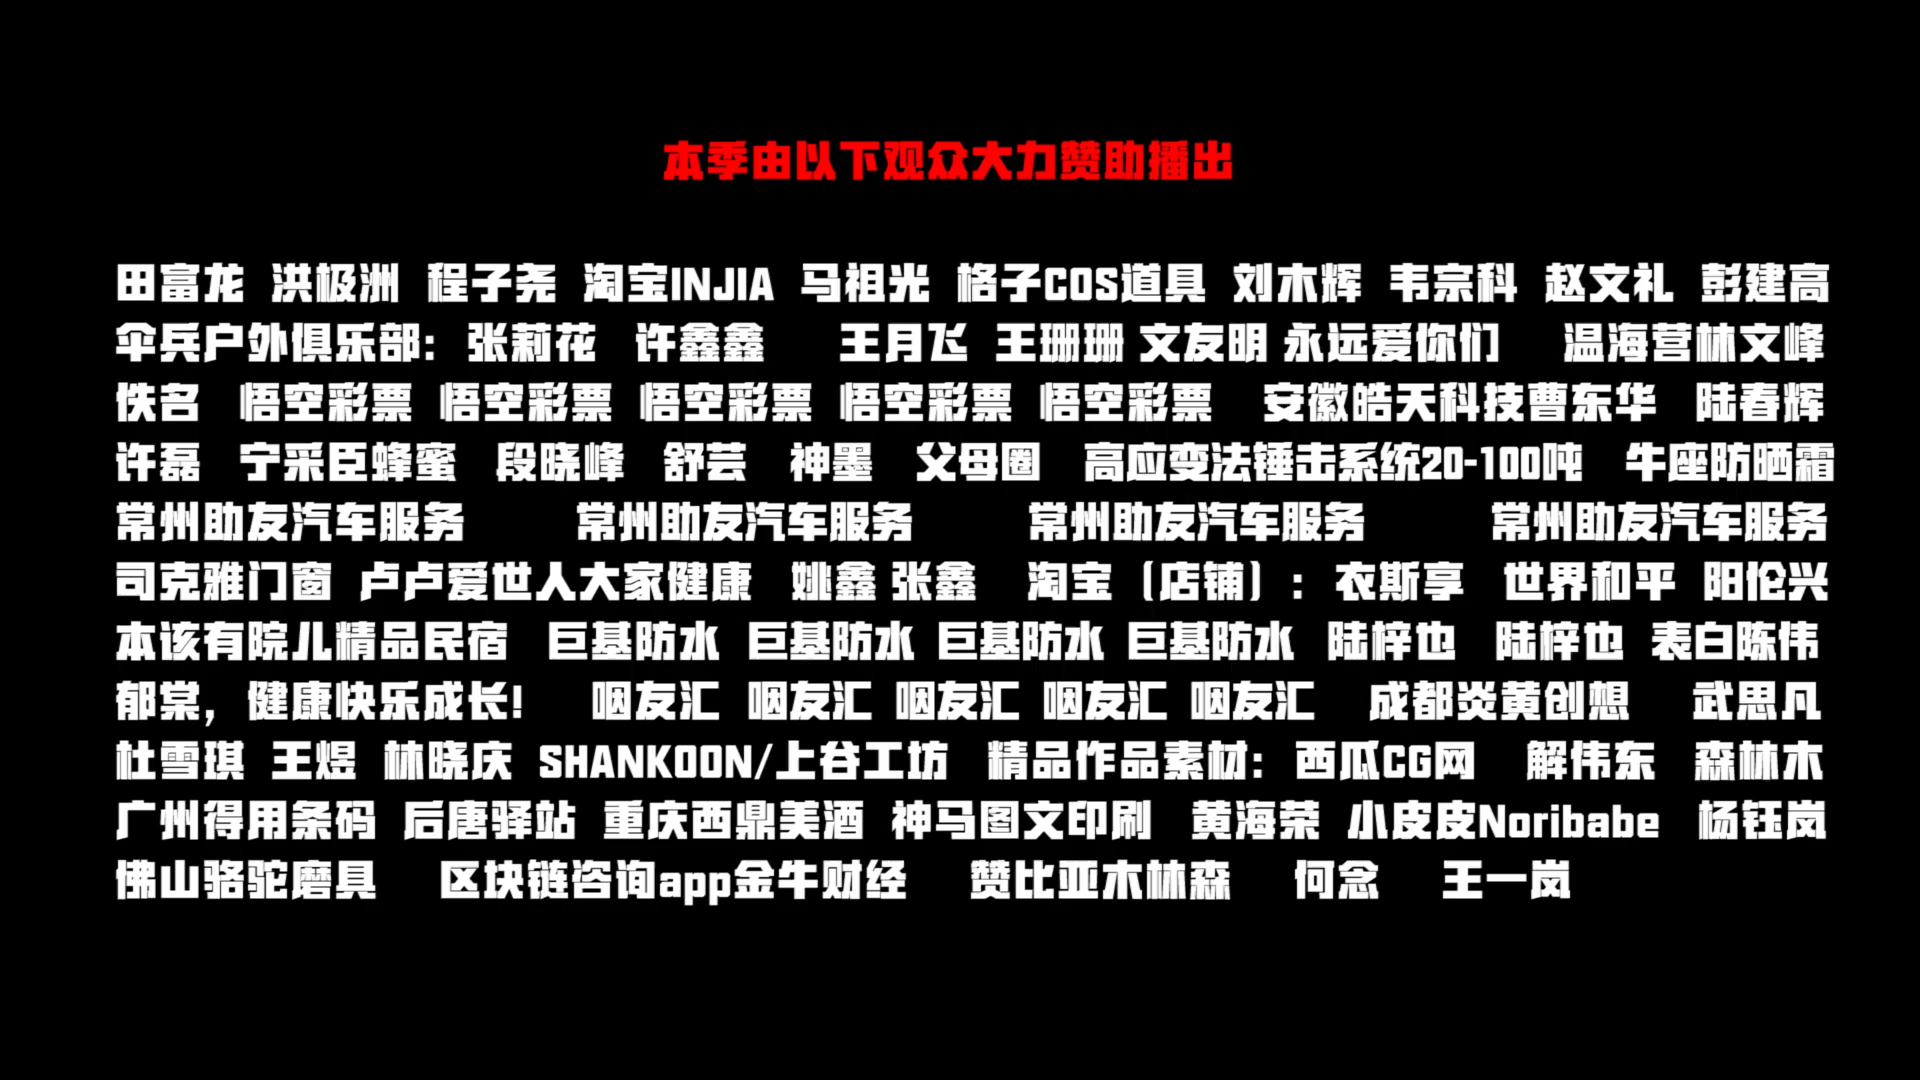 本季由以下观众大力赞助播出
田富龙 洪极洲 程子尧 淘宝INJIA 马祖光 格子COS道具 刘木辉 韦宗科 赵文礼 彭建高
伞兵户外俱乐部：张莉花 许鑫鑫 王月飞 王珊珊 文友明 永远爱你们 温海营林文峰
佚名 悟空彩票 悟空彩票 悟空彩票 悟空彩票 悟空彩票 安徽皓天科技曹东华 陆春辉
许磊 宁采臣蜂蜜 段晓峰 舒芸 神墨 父母圈 高应变法锤击系统20-100吨 牛座防晒霜
常州助友汽车服务 常州助友汽车服务 常州助友汽车服务 常州助友汽车服务
司克雅门窗 卢卢爱世人大家健康 姚鑫 张鑫 淘宝（店铺）：衣斯享 世界和平 阳伦兴
本该有院儿精品民宿 巨基防水 巨基防水 巨基防水 巨基防水 陆梓也 陆梓也 表白陈伟
郁棠，健康快乐成长！ 咽友汇 咽友汇 咽友汇 咽友汇 咽友汇 成都炎黄创想 武思凡
杜雪琪 王煜 林晓庆 SHANKOON/上谷工坊 精品作品素材：西瓜CG网 解伟东 森林木
广州得用条码 后唐驿站 重庆西鼎美酒 神马图文印刷 黄海荣 小皮皮Noribabe 杨钰岚
佛山骆驼磨具 区块链咨询app金牛财经 赞比亚木林森 何念 王一岚